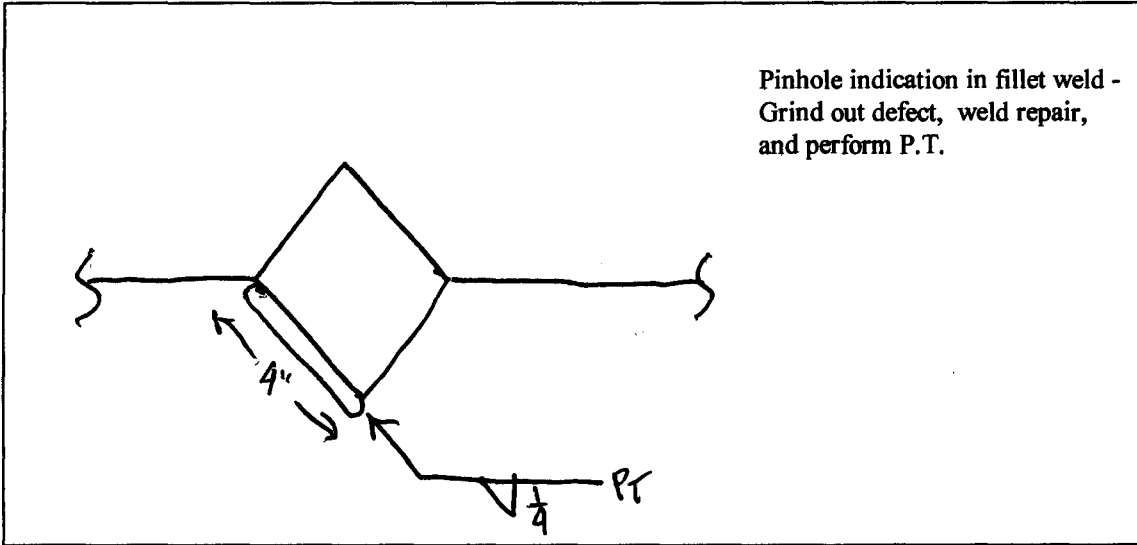 Pinhole indication in fillet weld -
Grind out defect, weld repair,
and perform P.T.
4"
PT
1/4